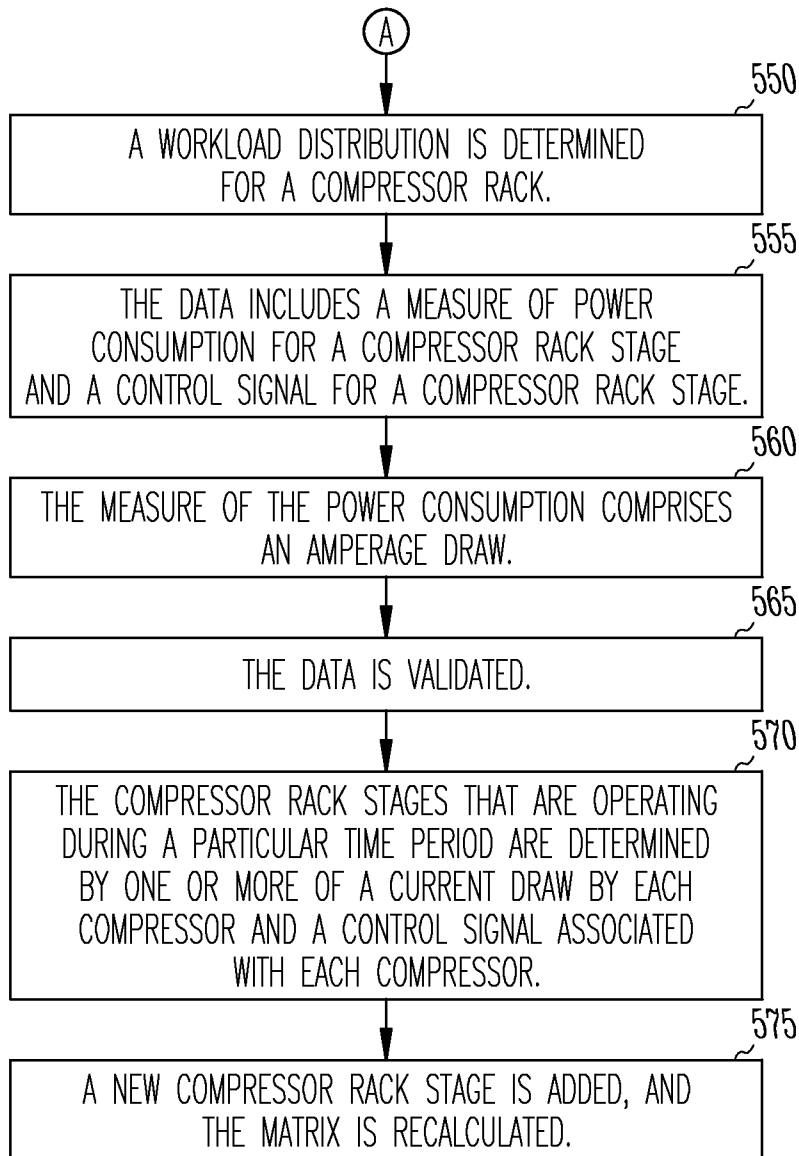 A
550
A WORKLOAD DISTRIBUTION IS DETERMINED
FOR A COMPRESSOR RACK.
555
THE DATA INCLUDES A MEASURE OF POWER
CONSUMPTION FOR A COMPRESSOR RACK STAGE
AND A CONTROL SIGNAL FOR A COMPRESSOR RACK STAGE.
560
THE MEASURE OF THE POWER CONSUMPTION COMPRISES
AN AMPERAGE DRAW.
565
THE DATA IS VALIDATED.
570
THE COMPRESSOR RACK STAGES THAT ARE OPERATING
DURING A PARTICULAR TIME PERIOD ARE DETERMINED
BY ONE OR MORE OF A CURRENT DRAW BY EACH
COMPRESSOR AND A CONTROL SIGNAL ASSOCIATED
WITH EACH COMPRESSOR.
575
A NEW COMPRESSOR RACK STAGE IS ADDED, AND
THE MATRIX IS RECALCULATED.